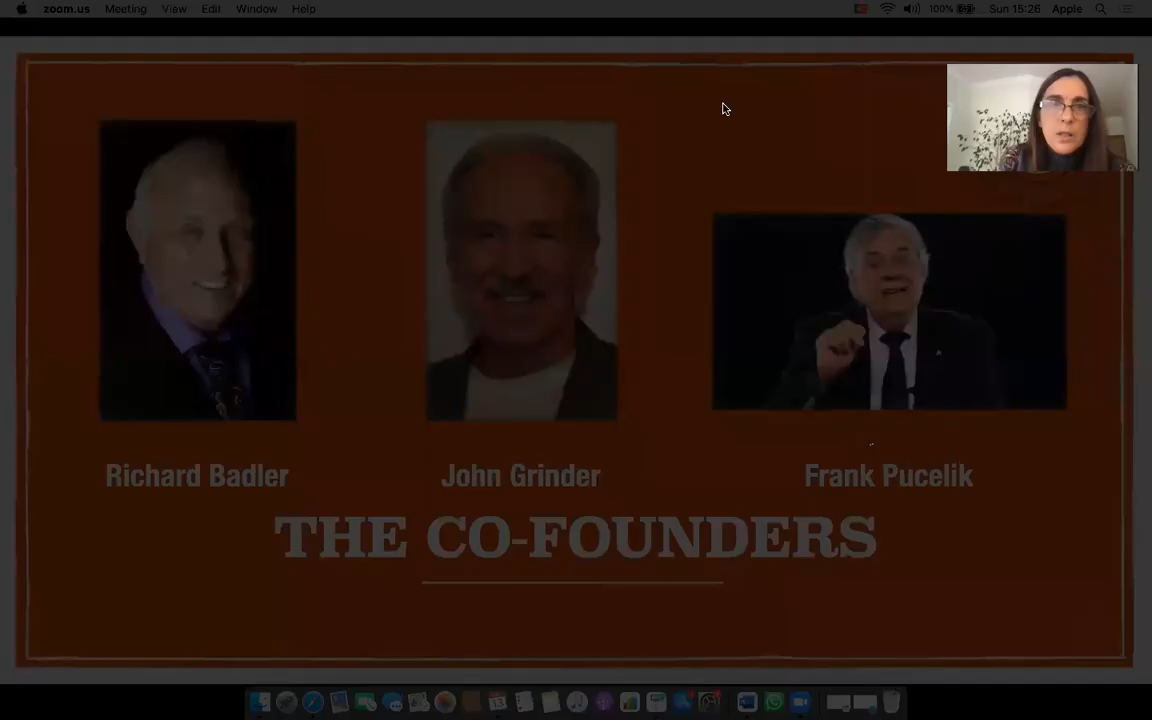 zoom.us Meeting View Edit Window Help 100% Sun 15:26 Apple
Richard Badler John Grinder Frank Pucelik
THE CO-FOUNDERS
13